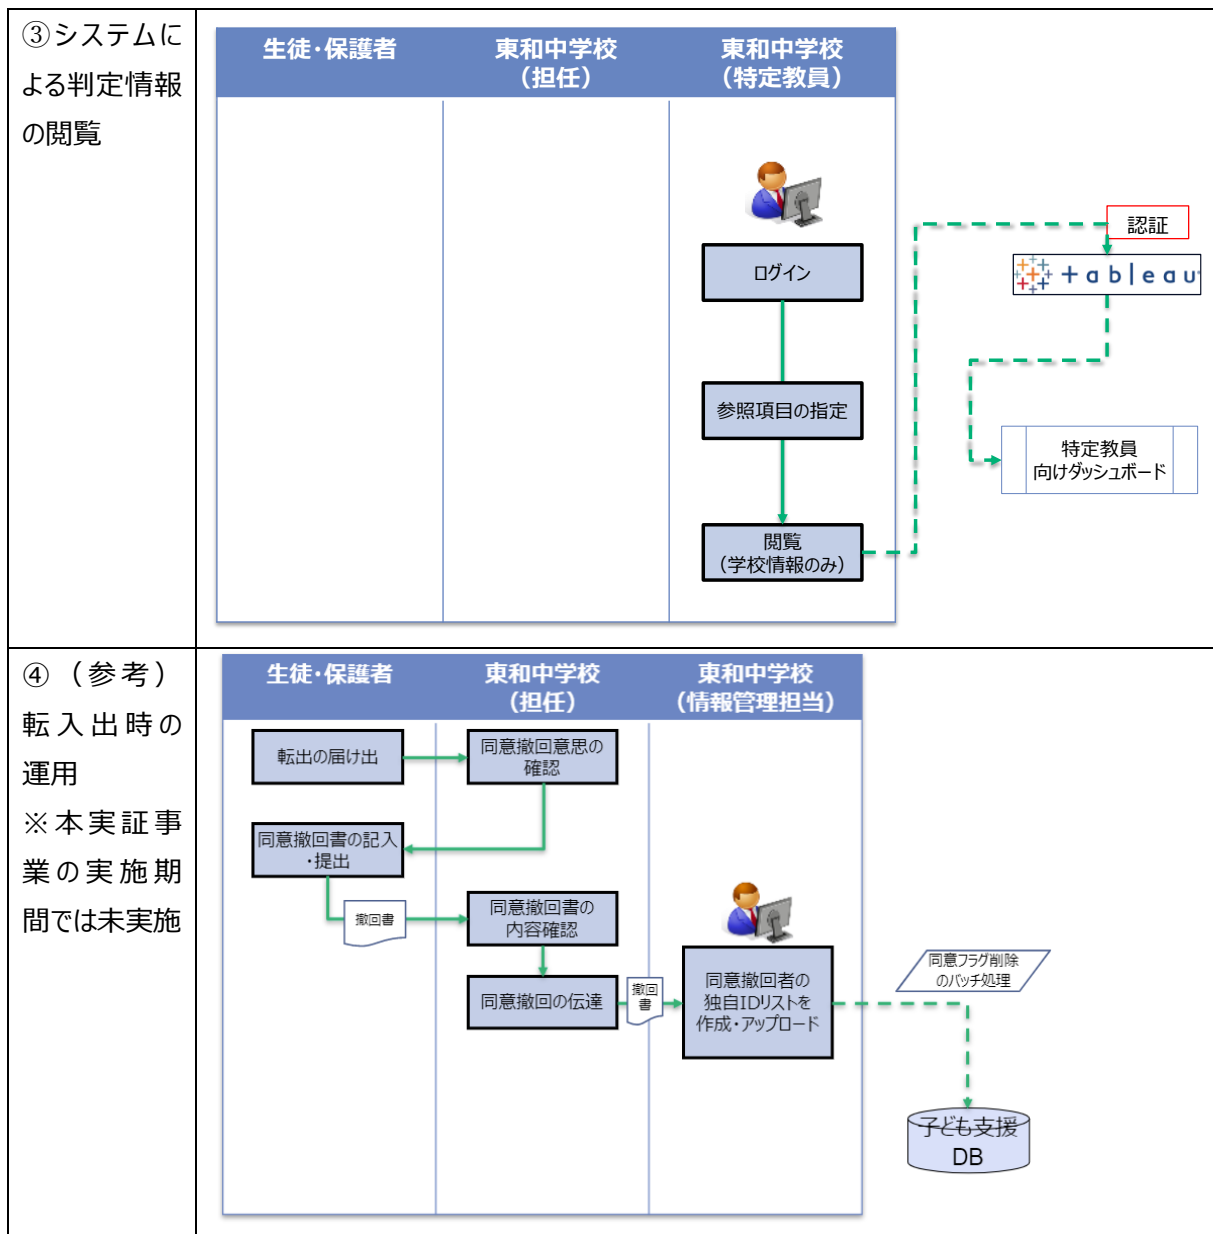 ③システムに
よる判定情報
の閲覧
生徒・保護者
東和中学校
（担任）
東和中学校
（特定教員）
ログイン
参照項目の指定
閲覧
（学校情報のみ）
認証
+ableau
特定教員
向けダッシュボード
④（参考）
転入出時の
運用
※本実証事
業の実施期
間では未実施
生徒・保護者
東和中学校
（担任）
東和中学校
（情報管理担当）
転出の届け出
同意撤回意思の
確認
同意撤回書の記入
・提出
撤回書
同意撤回書の
内容確認
同意撤回の伝達
撤回
書
同意撤回者の
独自IDリストを
作成・アップロード
同意フラグ削除
のバッチ処理
子ども支援
DB